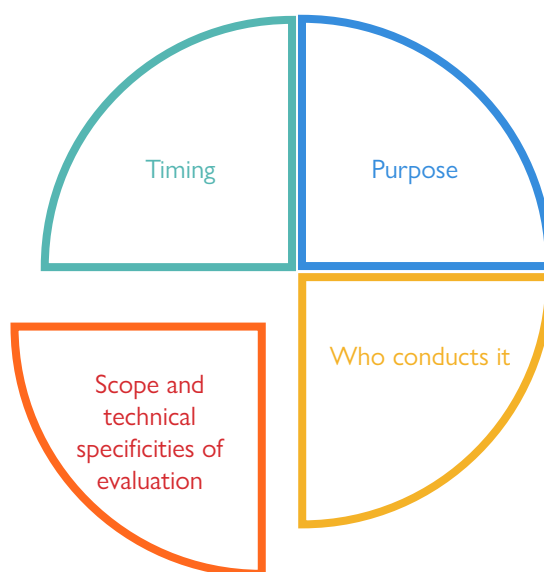 Timing
Purpose
Who conducts it
Scope and
technical
specificities of
evaluation